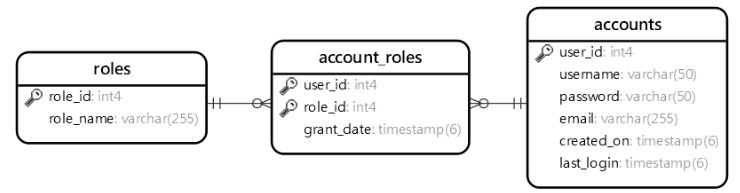 roles
role_id: int4
role_name: varchar(255)
account_roles
user_id: int4
role_id: int4
grant_date: timestamp(6)
accounts
user_id: int4
username: varchar(50)
password: varchar(50)
email: varchar(255)
created_on: timestamp(6)
last_login: timestamp(6)